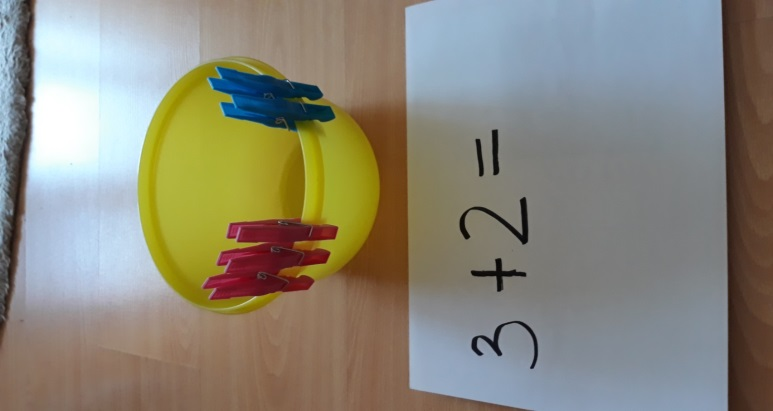 3 + 2 =